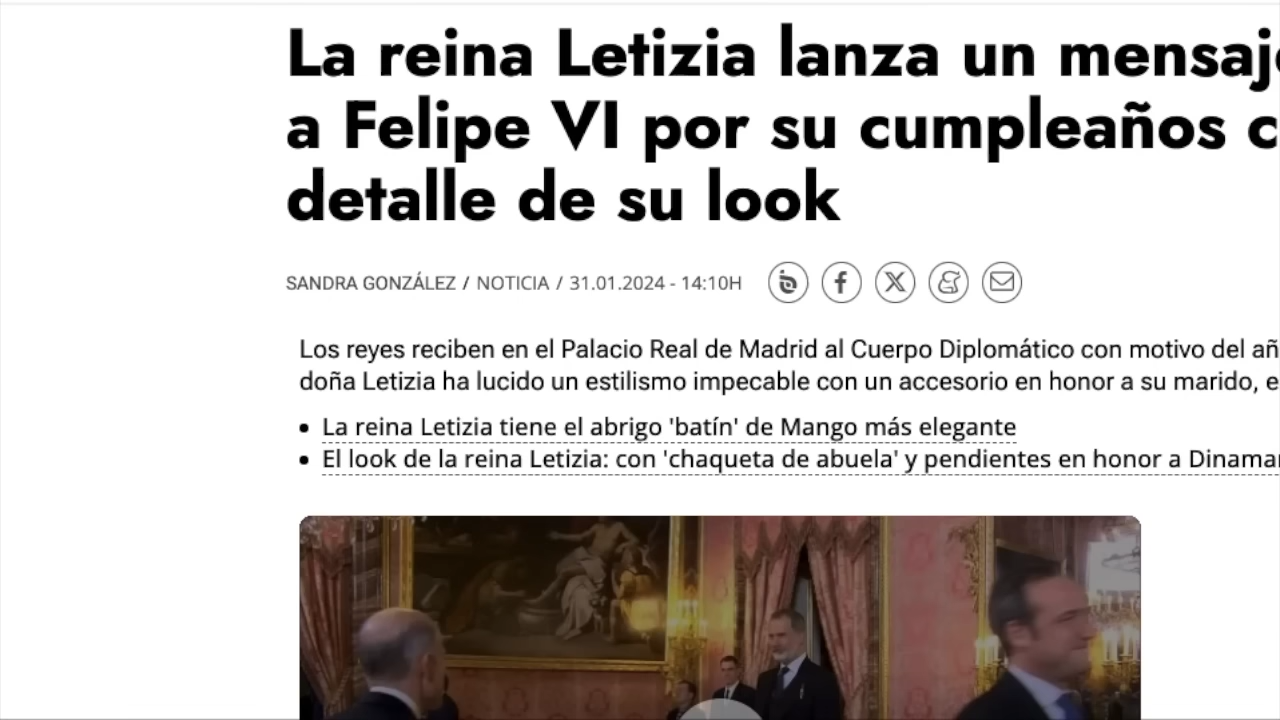 La reina Letizia lanza un mensaje
a Felipe VI por su cumpleaños c
detalle de su look
SANDRA GONZÁLEZ / NOTICIA / 31.01.2024 - 14:10H
Los reyes reciben en el Palacio Real de Madrid al Cuerpo Diplomático con motivo del añ
doña Letizia ha lucido un estilismo impecable con un accesorio en honor a su marido, e
La reina Letizia tiene el abrigo 'batín' de Mango más elegante
El look de la reina Letizia: con 'chaqueta de abuela' y pendientes en honor a Dinamar